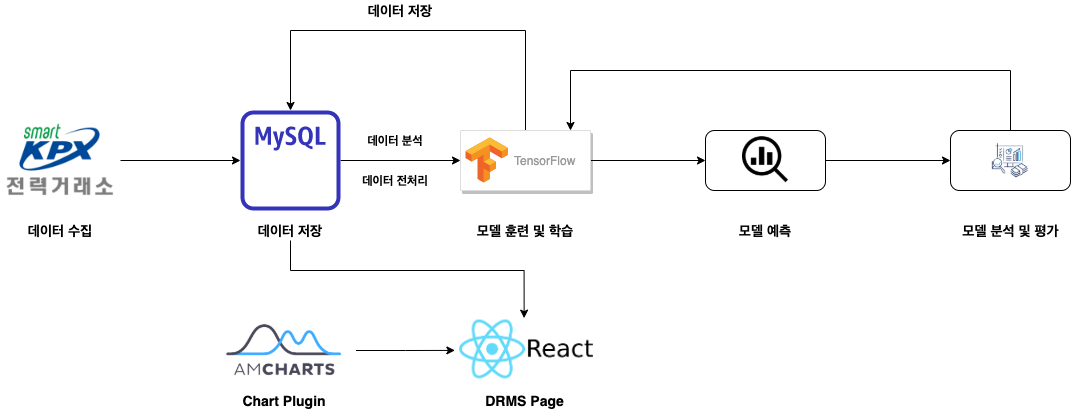 데이터 저장
smart
KPX
전력거래소
데이터 수집
MySQL
데이터 저장
데이터 분석
데이터 전처리
TensorFlow
모델 훈련 및 학습
모델 예측
모델 분석 및 평가
AMCHARTS
Chart Plugin
React
DRMS Page